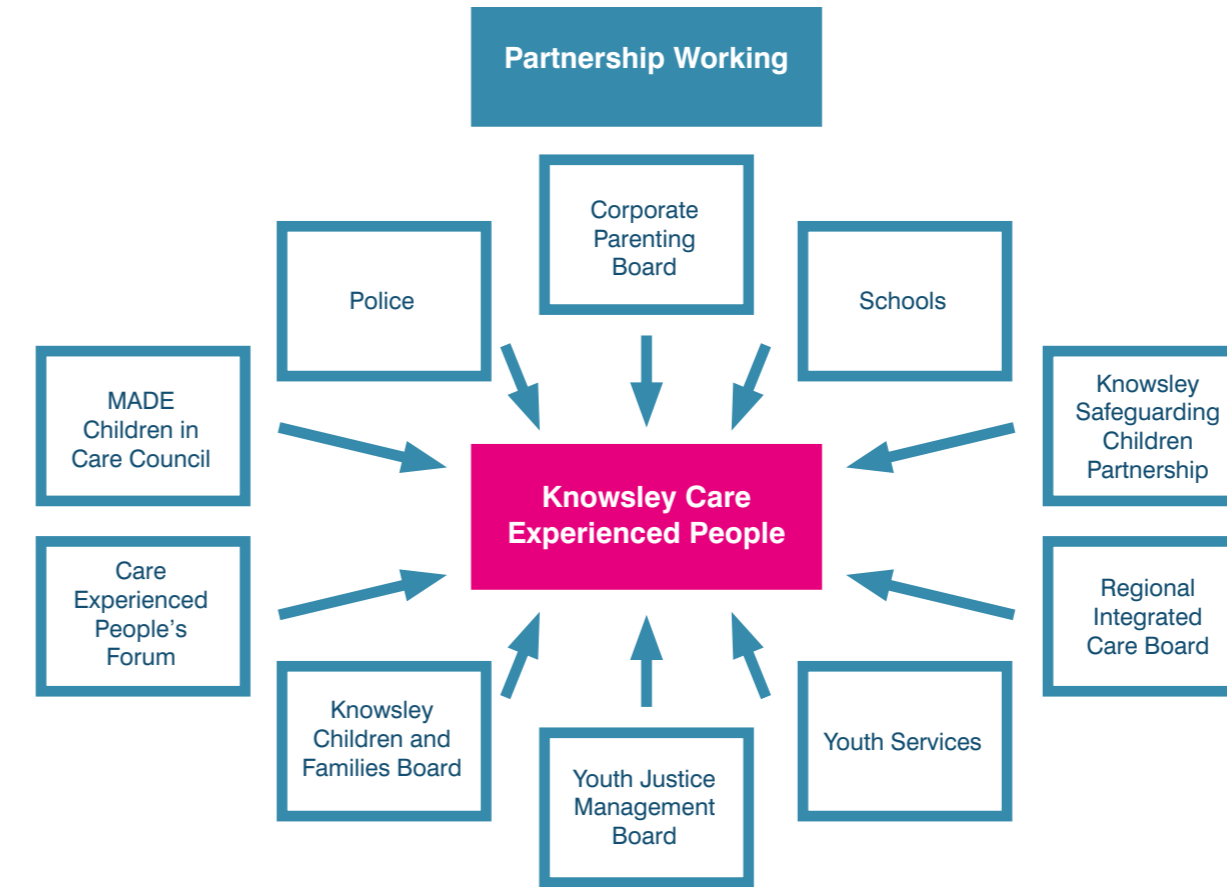 Partnership Working
Corporate
Parenting
Board
Police
Schools
MADE
Children in
Care Council
Knowsley
Safeguarding
Children
Partnership
Knowsley Care
Experienced People
Care
Experienced
People’s
Forum
Regional
Integrated
Care Board
Knowsley
Children and
Families Board
Youth Services
Youth Justice
Management
Board